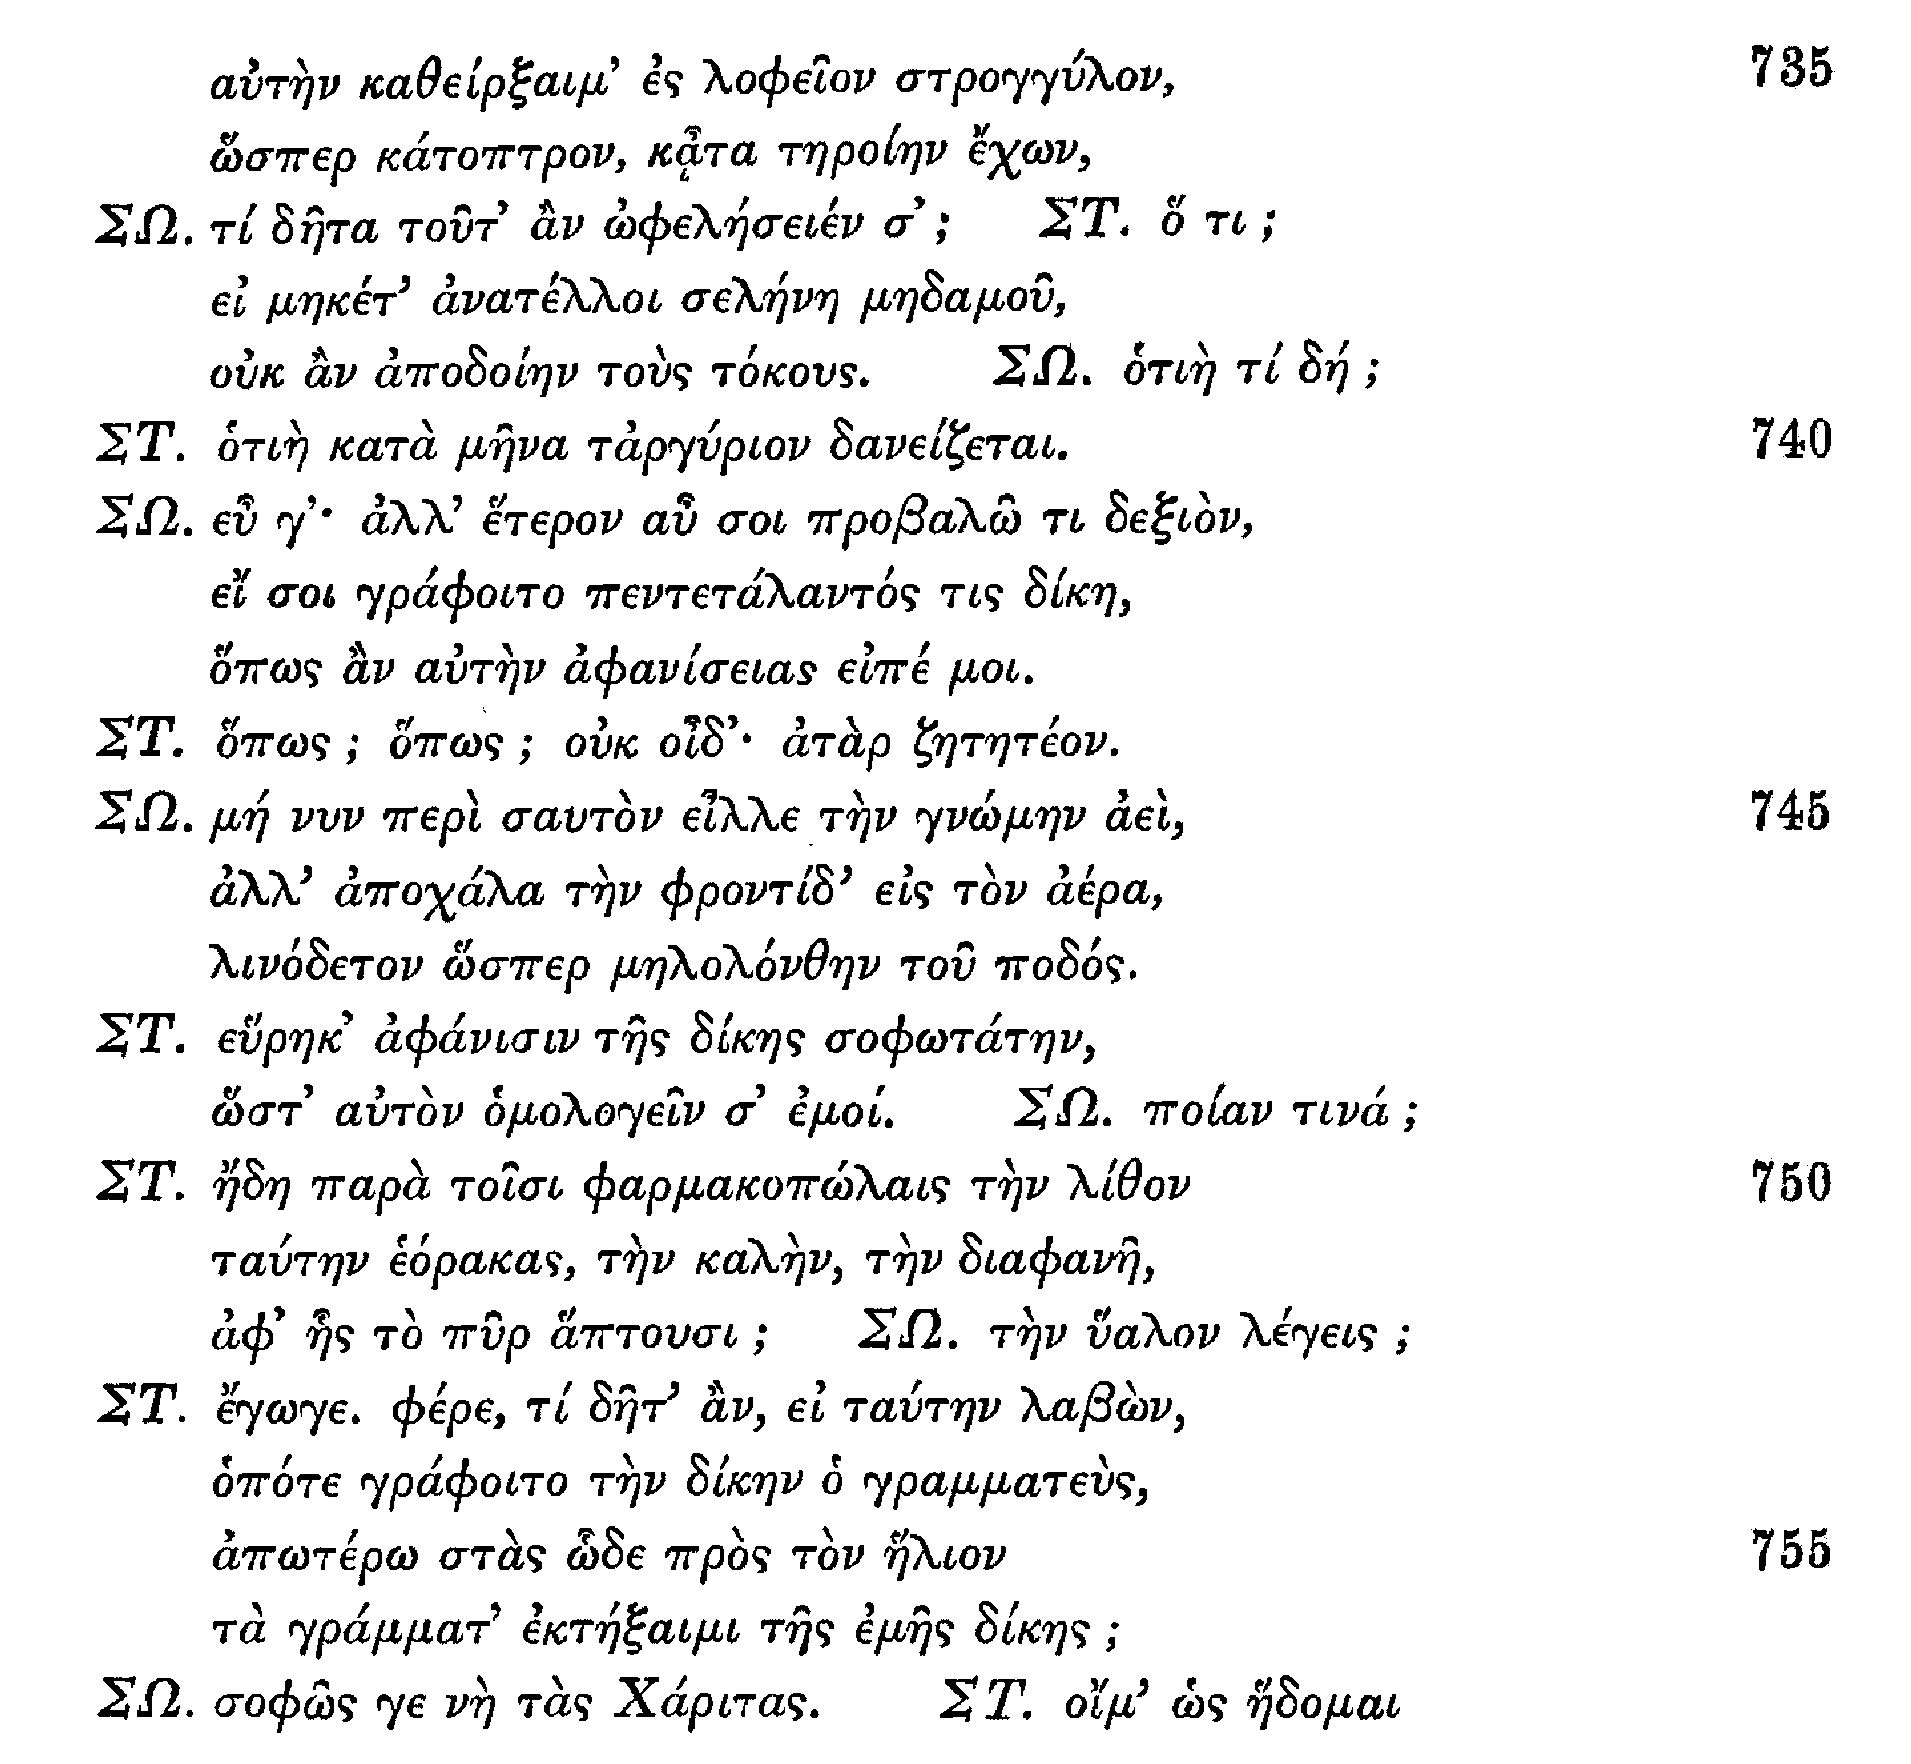 αὐτὴν καθείρξαιμ’ ἐς λοφεῖον στρογγύλον, 735
ὥσπερ κάτοπτρον, κᾆτα τηροίην ἔχων,
ΣΩ. τί δῆτα τοῦτ’ ἂν ὠφελήσειέν σ’; ΣΤ. ὅ τι;
εἰ μηκέτ’ ἀνατέλλοι σελήνη μηδαμοῦ,
οὐκ ἂν ἀποδοίην τοὺς τόκους. ΣΩ. ὁτιὴ τί δή;
ΣΤ. ὁτιὴ κατὰ μῆνα τἀργύριον δανείζεται. 740
ΣΩ. εὖ γ’· ἀλλ’ ἕτερον αὖ σοι προβαλῶ τι δεξιὸν,
εἴ σοι γράφοιτο πεντετάλαντός τις δίκη,
ὅπως ἂν αὐτὴν ἀφανίσειας εἰπέ μοι.
ΣΤ. ὅπως; ὅπως; οὐκ οἶδ’· ἀτὰρ ζητητέον.
ΣΩ. μή νυν περὶ σαυτὸν εἶλλε τὴν γνώμην ἀεὶ, 745
ἀλλ’ ἀποχάλα τὴν φροντίδ’ εἰς τὸν ἀέρα,
λινόδετον ὥσπερ μηλολόνθην τοῦ ποδός.
ΣΤ. εὕρηκ’ ἀφάνισιν τῆς δίκης σοφωτάτην,
ὥστ’ αὐτὸν ὁμολογεῖν σ’ ἐμοί. ΣΩ. ποίαν τινά;
ΣΤ. ἤδη παρὰ τοῖσι φαρμακοπώλαις τὴν λίθον 750
ταύτην ἑόρακας, τὴν καλὴν, τὴν διαφανῆ,
ἀφ’ ἧς τὸ πῦρ ἅπτουσι; ΣΩ. τὴν ὕαλον λέγεις;
ΣΤ. ἔγωγε. φέρε, τί δῆτ’ ἂν, εἰ ταύτην λαβὼν,
ὁπότε γράφοιτο τὴν δίκην ὁ γραμματεὺς,
ἀπωτέρω στὰς ὧδε πρὸς τὸν ἥλιον 755
τὰ γράμματ’ ἐκτήξαιμι τῆς ἐμῆς δίκης;
ΣΩ. σοφῶς γε νὴ τὰς Χάριτας. ΣΤ. οἴμ’ ὡς ἥδομαι